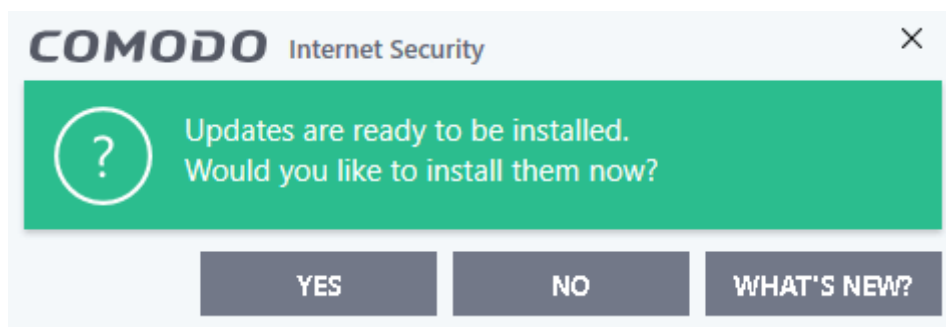 COMODO Internet Security
Updates are ready to be installed.
Would you like to install them now?
YES NO WHAT'S NEW?